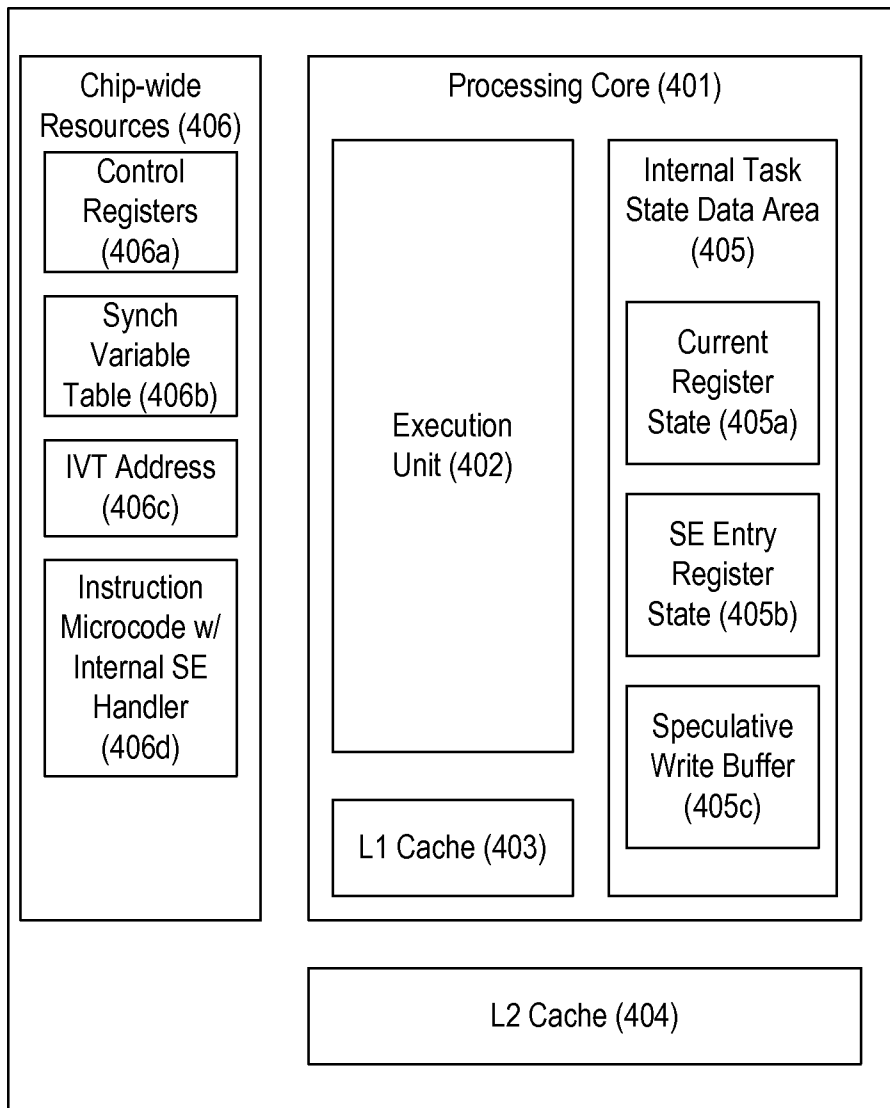 Chip-wide
Resources (406)
Control
Registers
(406a)
Synch
Variable
Table (406b)
IVT Address
(406c)
Instruction
Microcode w/
Internal SE
Handler
(406d)
Processing Core (401)
Execution
Unit (402)
L1 Cache (403)
Internal Task
State Data Area
(405)
Current
Register
State (405a)
SE Entry
Register
State (405b)
Speculative
Write Buffer
(405c)
L2 Cache (404)